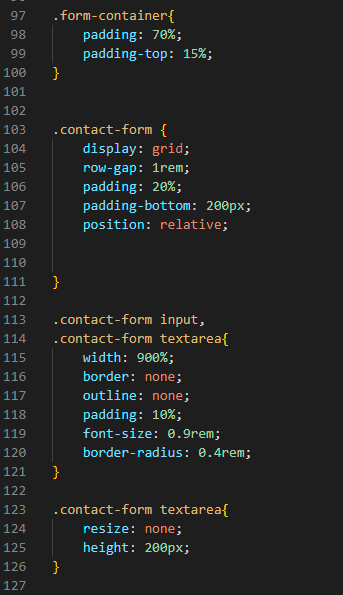 97 .form-container{
98 padding: 70%;
99 padding-top: 15%;
100 }
101
102
103 .contact-form {
104 display: grid;
105 row-gap: 1rem;
106 padding: 20%;
107 padding-bottom: 200px;
108 position: relative;
109
110
111 }
112
113 .contact-form input,
114 .contact-form textarea{
115 width: 900%;
116 border: none;
117 outline: none;
118 padding: 10%;
119 font-size: 0.9rem;
120 border-radius: 0.4rem;
121 }
122
123 .contact-form textarea{
124 resize: none;
125 height: 200px;
126 }
127